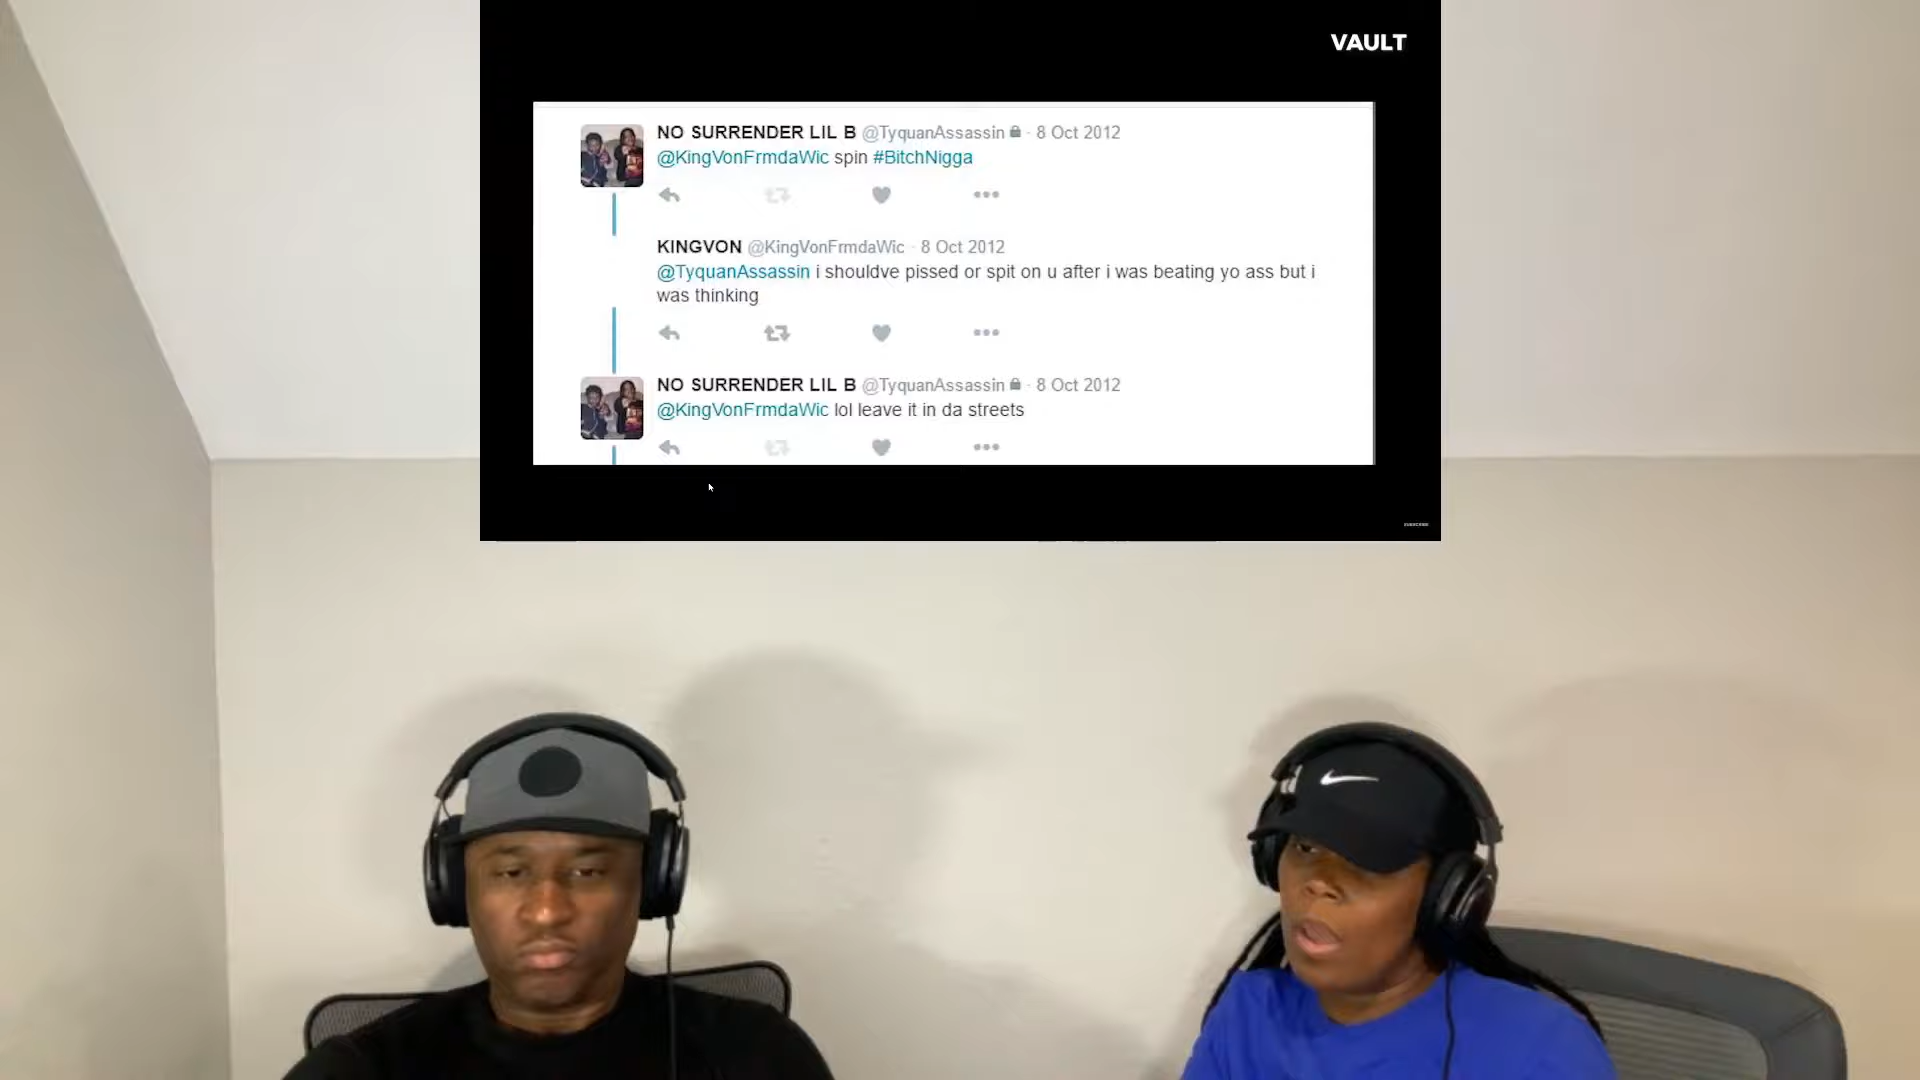 VAULT
NO SURRENDER LIL B @TyquanAssassin · 8 Oct 2012
@KingVonFrmdaWic spin #BitchNigga
KINGVON @KingVonFrmdaWic · 8 Oct 2012
@TyquanAssassin i shouldve pissed or spit on u after i was beating yo ass but i
was thinking
NO SURRENDER LIL B @TyquanAssassin · 8 Oct 2012
@KingVonFrmdaWic lol leave it in da streets
SUBSCRIBE